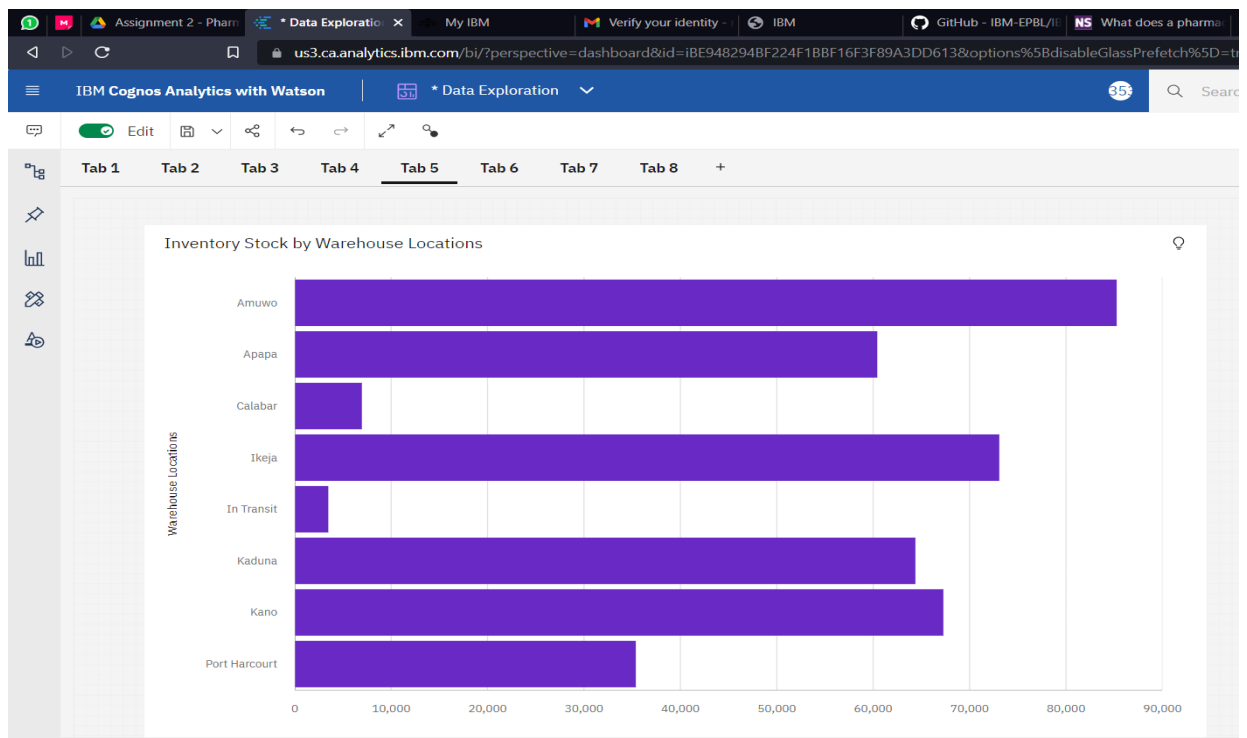 Assignment 2 - Pharm * Data Exploratio My IBM Verify your identity - IBM GitHub - IBM-EPBL/IB NS What does a pharmac
us3.ca.analytics.ibm.com/bi/?perspective=dashboard&id=iBE948294BF224F1BBF16F3F89A3DD613&options%5BdisableGlassPrefetch%5D=tr
IBM Cognos Analytics with Watson * Data Exploration Searc
Edit
Tab 1 Tab 2 Tab 3 Tab 4 Tab 5 Tab 6 Tab 7 Tab 8 +
Inventory Stock by Warehouse Locations
Warehouse Locations
Amuwo
Apapa
Calabar
Ikeja
In Transit
Kaduna
Kano
Port Harcourt
0 10,000 20,000 30,000 40,000 50,000 60,000 70,000 80,000 90,000